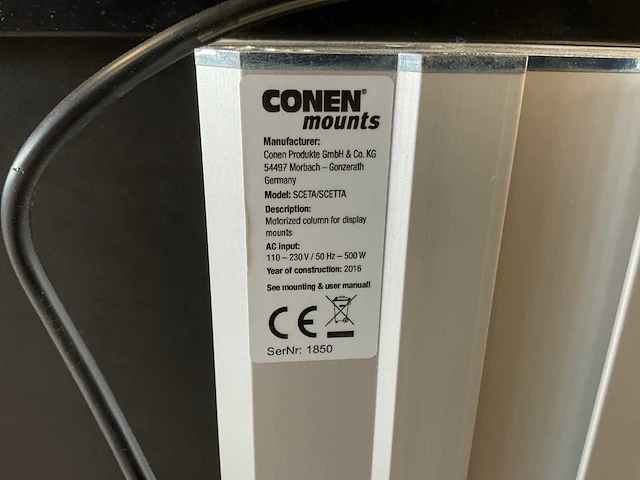 CONEN®
mounts
Manufacturer:
Conen Produkte GmbH & Co. KG
54497 Morbach – Gonzerath
Germany
Model: SCETA/SCETTA
Description:
Motorized column for display
mounts
AC input:
110 – 230 V / 50 Hz – 500 W
Year of construction: 2016
See mounting & user manual!
CE
SerNr: 1850